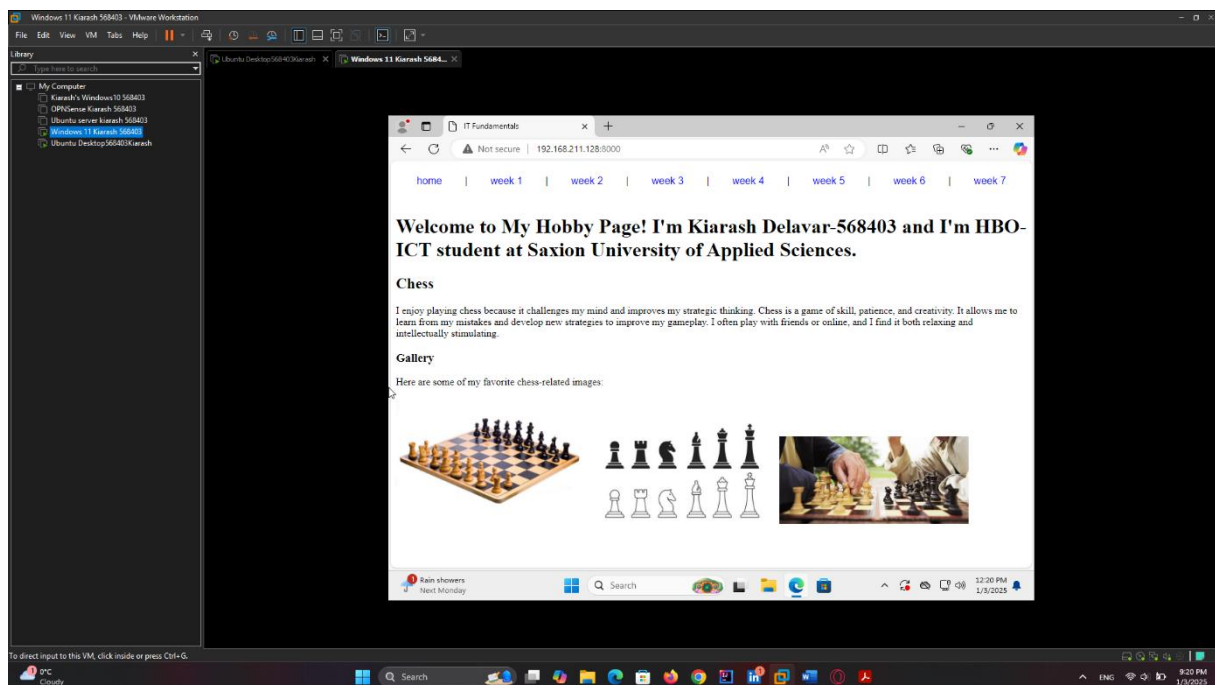 Windows 11 Kiarash 568403 - VMware Workstation
File Edit View VM Tabs Help
Library
Type here to search
My Computer
Kiarash's Windows10 568403
OPNSense Kiarash 568403
Ubuntu server kiarash 568403
Windows 11 Kiarash 568403
Ubuntu Desktop568403Kiarash
Ubuntu Desktop568403Kiarash
Windows 11 Kiarash 5684...
IT Fundamentals
Not secure | 192.168.211.128:8000
home | week 1 | week 2 | week 3 | week 4 | week 5 | week 6 | week 7
Welcome to My Hobby Page! I'm Kiarash Delavar-568403 and I'm HBO-
ICT student at Saxion University of Applied Sciences.
Chess
I enjoy playing chess because it challenges my mind and improves my strategic thinking. Chess is a game of skill, patience, and creativity. It allows me to
learn from my mistakes and develop new strategies to improve my gameplay. I often play with friends or online, and I find it both relaxing and
intellectually stimulating.
Gallery
Here are some of my favorite chess-related images:
1
Rain showers
Next Monday
Search
12:20 PM
1/3/2025
To direct input to this VM, click inside or press Ctrl+G.
1
0°C
Cloudy
Search
ENG
9:20 PM
1/3/2025